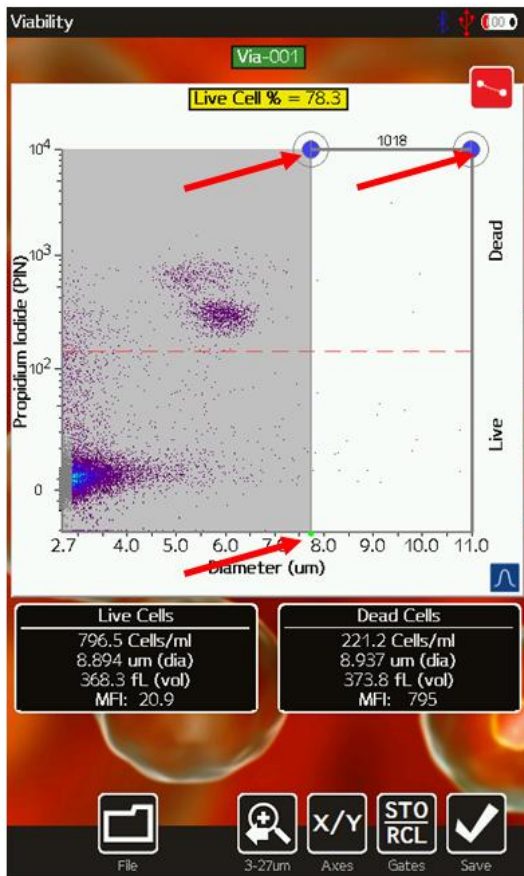 Viability
Via-001
Live Cell % = 78.3
1018
10⁴
10³
10²
0
Propidium Iodide (PIN)
Dead
Live
2.7 4.0 5.0 6.0 8.0 9.0 10.0 11.0
Diameter (um)
Live Cells
796.5 Cells/ml
8.894 um (dia)
368.3 fL (vol)
MFI: 20.9
Dead Cells
221.2 Cells/ml
8.937 um (dia)
373.8 fL (vol)
MFI: 795
X/Y
STO
RCL
File
3-27um
Axes
Gates
Save